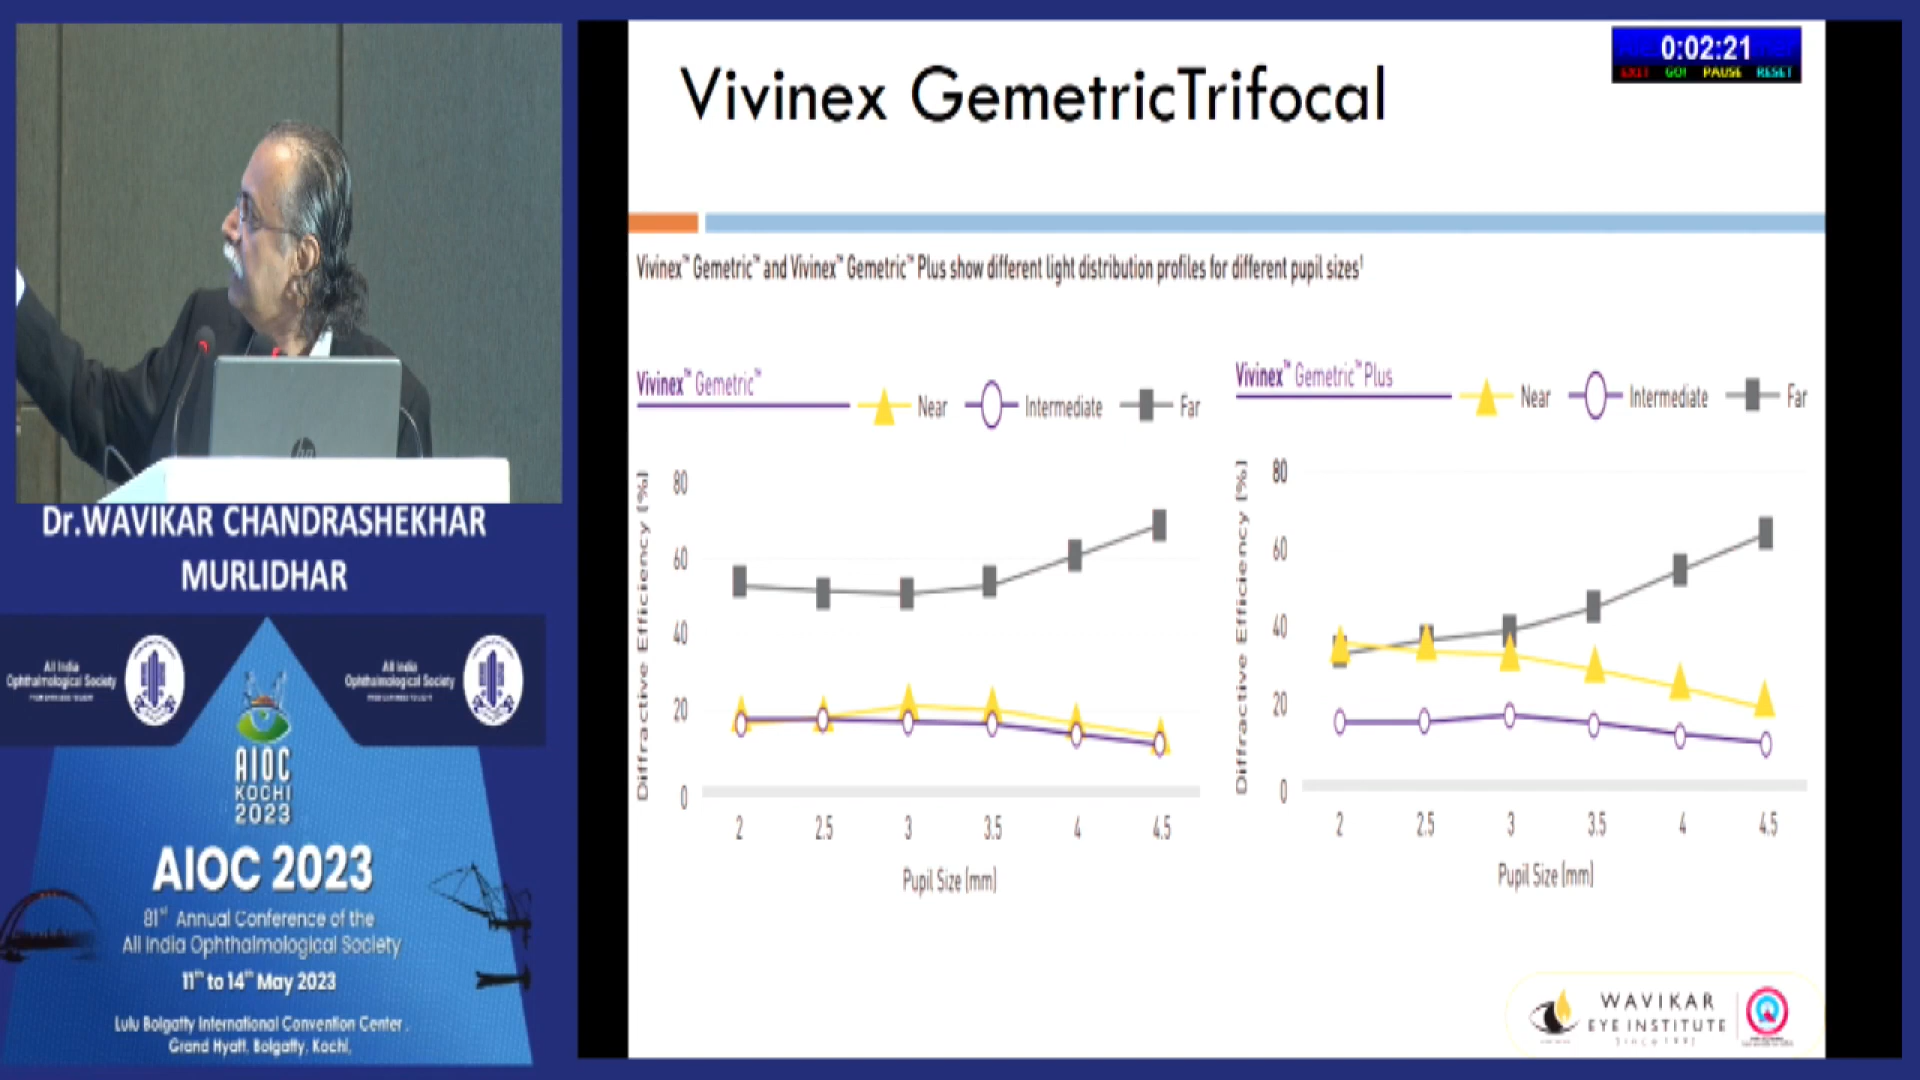 Vivinex GemetricTrifocal
0:02:21
EXIT GO! PAUSE RESET
Vivinex™ Gemetric™ and Vivinex™ Gemetric™ Plus show different light distribution profiles for different pupil sizes¹
Vivinex™ Gemetric™
Near Intermediate Far
Diffractive Efficiency [%]
80
60
40
20
0
2 2.5 3 3.5 4 4.5
Pupil Size [mm]
Vivinex™ Gemetric™ Plus
Near Intermediate Far
Diffractive Efficiency [%]
80
60
40
20
0
2 2.5 3 3.5 4 4.5
Pupil Size [mm]
WAVIKAR
EYE INSTITUTE
hp
Dr.WAVIKAR CHANDRASHEKHAR
MURLIDHAR
All India
Ophthalmological Society
All India
Ophthalmological Society
AIOC
KOCHI
2023
AIOC 2023
81st Annual Conference of the
All India Ophthalmological Society
11th to 14th May 2023
Lulu Bolgatty International Convention Center,
Grand Hyatt, Bolgatty, Kochi,